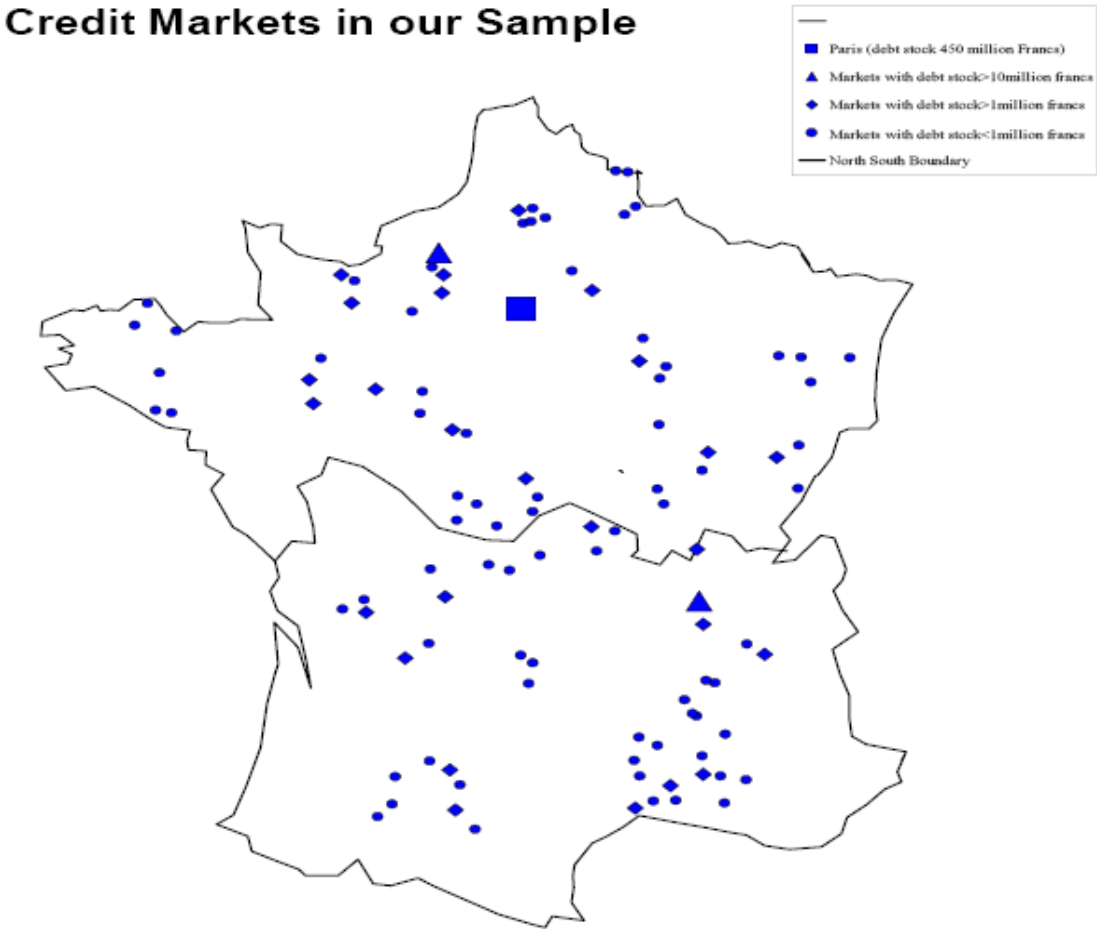 Credit Markets in our Sample
Paris (debt stock 450 million Francs)
Markets with debt stock>10million francs
Markets with debt stock>1million francs
Markets with debt stock<1million francs
North South Boundary